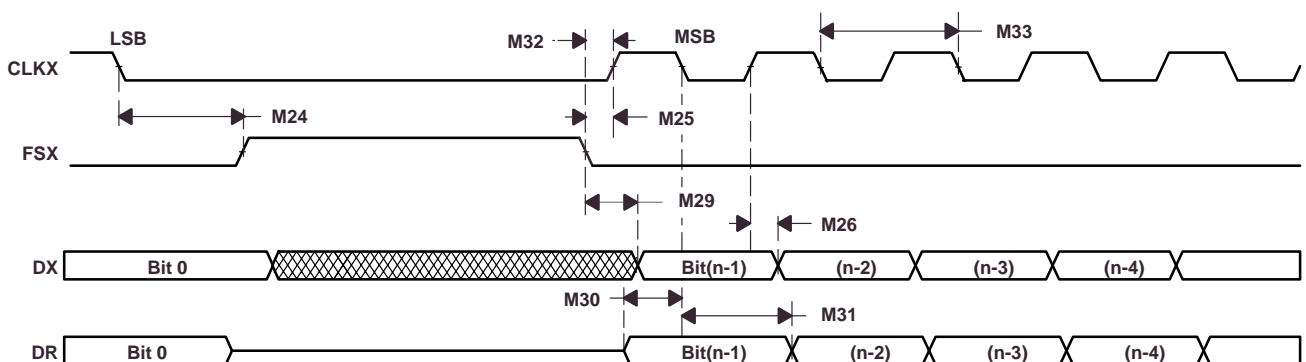 LSB
M32
MSB
M33
CLKX
M24
M25
FSX
M29
M26
DX
Bit 0
Bit(n-1)
(n-2)
(n-3)
(n-4)
M30
M31
DR
Bit 0
Bit(n-1)
(n-2)
(n-3)
(n-4)